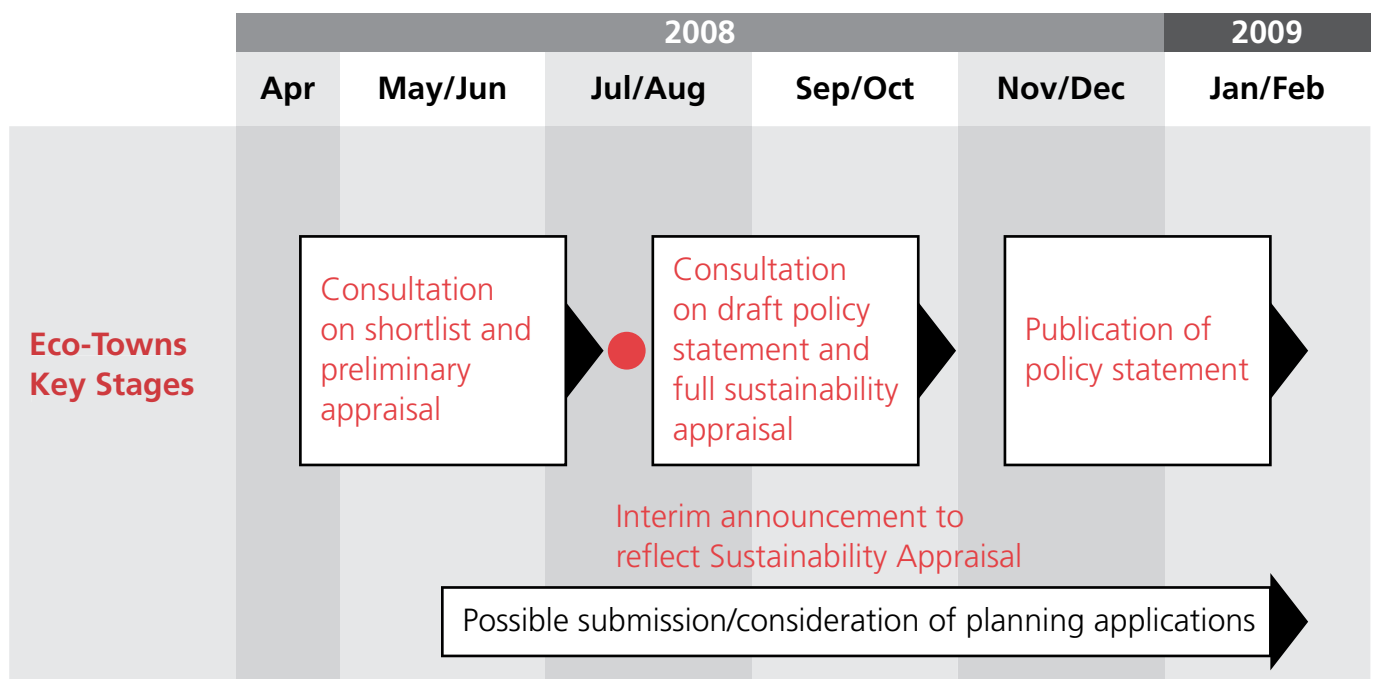 2008
2009
Apr
May/Jun
Jul/Aug
Sep/Oct
Nov/Dec
Jan/Feb
Eco-Towns
Key Stages
Consultation
on shortlist and
preliminary
appraisal
Consultation
on draft policy
statement and
full sustainability
appraisal
Publication of
policy statement
Interim announcement to
reflect Sustainability Appraisal
Possible submission/consideration of planning applications